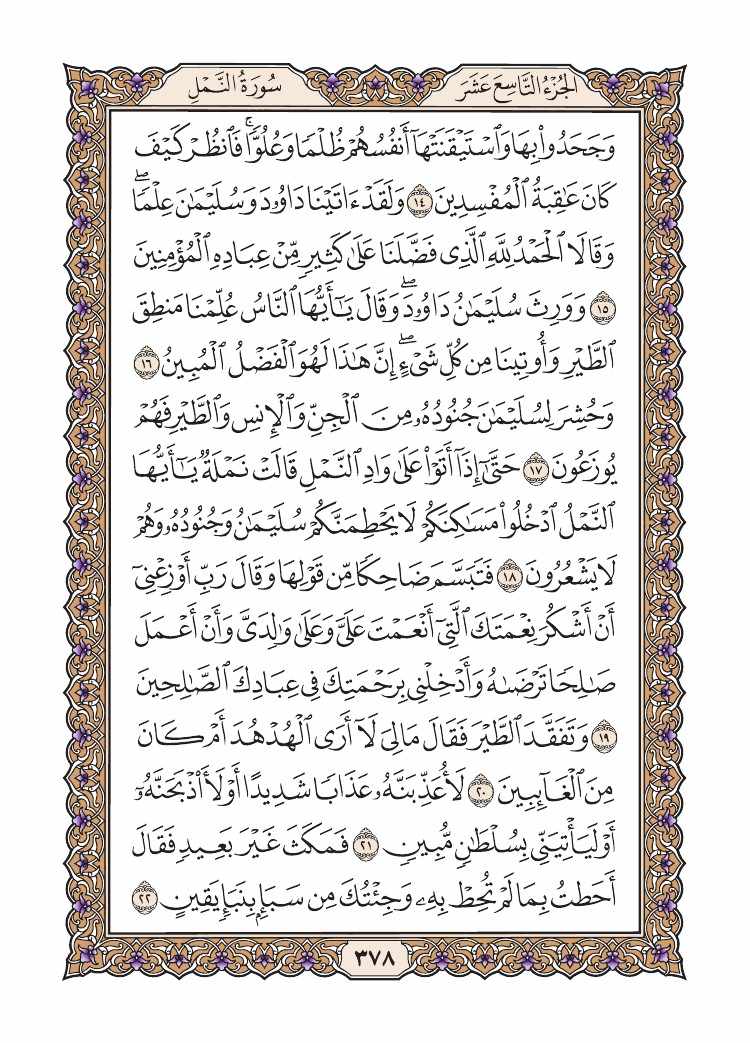 الجُزْءُ التَّاسِعَ عَشَرَ سُورَةُ النَّمْلِ
وَجَحَدُوا۟ بِهَا وَٱسْتَيْقَنَتْهَآ أَنفُسُهُمْ ظُلْمًا وَعُلُوًّاۚ فَٱنظُرْ كَيْفَ
كَانَ عَٰقِبَةُ ٱلْمُفْسِدِينَ ١٤ وَلَقَدْ ءَاتَيْنَا دَاوُۥدَ وَسُلَيْمَٰنَ عِلْمًاۖ
وَقَالَا ٱلْحَمْدُ لِلَّهِ ٱلَّذِى فَضَّلَنَا عَلَىٰ كَثِيرٍ مِّنْ عِبَادِهِ ٱلْمُؤْمِنِينَ
١٥ وَوَرِثَ سُلَيْمَٰنُ دَاوُۥدَۖ وَقَالَ يَٰٓأَيُّهَا ٱلنَّاسُ عُلِّمْنَا مَنطِقَ
ٱلطَّيْرِ وَأُوتِينَا مِن كُلِّ شَىْءٍۖ إِنَّ هَٰذَا لَهُوَ ٱلْفَضْلُ ٱلْمُبِينُ ١٦
وَحُشِرَ لِسُلَيْمَٰنَ جُنُودُهُۥ مِنَ ٱلْجِنِّ وَٱلْإِنسِ وَٱلطَّيْرِ فَهُمْ
يُوزَعُونَ ١٧ حَتَّىٰٓ إِذَآ أَتَوْا۟ عَلَىٰ وَادِ ٱلنَّمْلِ قَالَتْ نَمْلَةٌ يَٰٓأَيُّهَا
ٱلنَّمْلُ ٱدْخُلُوا۟ مَسَٰكِنَكُمْ لَا يَحْطِمَنَّكُمْ سُلَيْمَٰنُ وَجُنُودُهُۥ وَهُمْ
لَا يَشْعُرُونَ ١٨ فَتَبَسَّمَ ضَاحِكًا مِّن قَوْلِهَا وَقَالَ رَبِّ أَوْزِعْنِىٓ
أَنْ أَشْكُرَ نِعْمَتَكَ ٱلَّتِىٓ أَنْعَمْتَ عَلَىَّ وَعَلَىٰ وَٰلِدَىَّ وَأَنْ أَعْمَلَ
صَٰلِحًا تَرْضَىٰهُ وَأَدْخِلْنِى بِرَحْمَتِكَ فِى عِبَادِكَ ٱلصَّٰلِحِينَ
١٩ وَتَفَقَّدَ ٱلطَّيْرَ فَقَالَ مَالِىَ لَآ أَرَى ٱلْهُدْهُدَ أَمْ كَانَ
مِنَ ٱلْغَآئِبِينَ ٢٠ لَأُعَذِّبَنَّهُۥ عَذَابًا شَدِيدًا أَوْ لَأَا۟ذْبَحَنَّهُۥٓ
أَوْ لَيَأْتِيَنِّى بِسُلْطَٰنٍ مُّبِينٍ ٢١ فَمَكَثَ غَيْرَ بَعِيدٍ فَقَالَ
أَحَطتُ بِمَا لَمْ تُحِطْ بِهِۦ وَجِئْتُكَ مِن سَبَإٍۭ بِنَبَإٍ يَقِينٍ ٢٢
٣٧٨